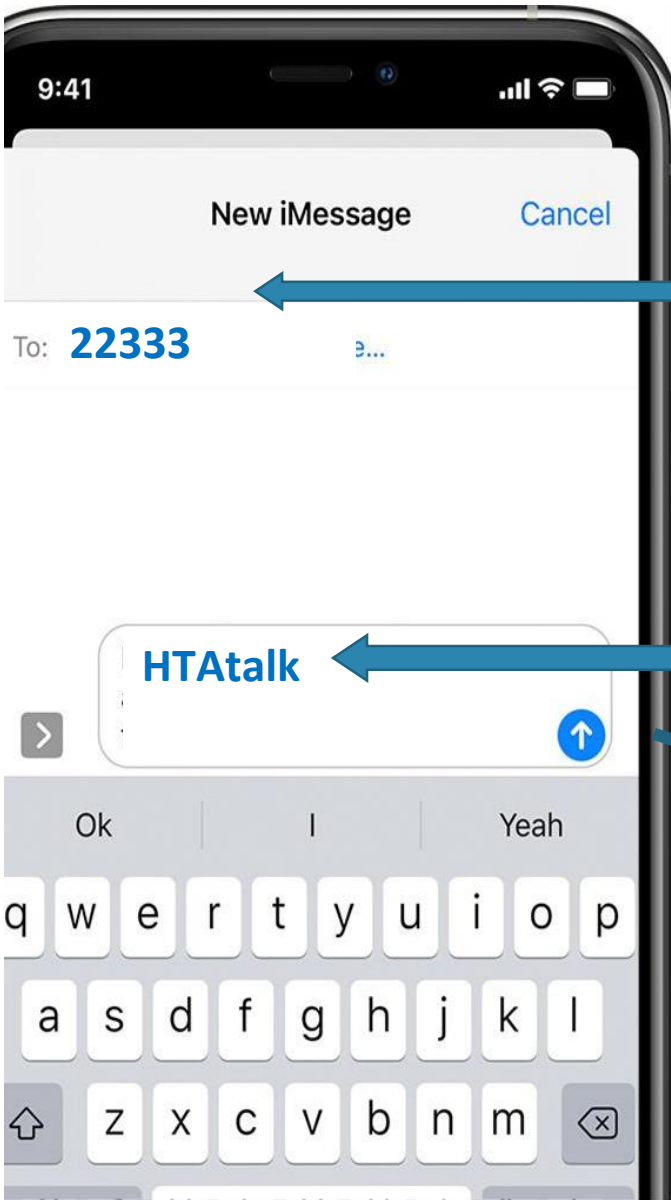 9:41
New iMessage Cancel
To: 22333 e...
HTAtalk
Ok I Yeah
q w e r t y u i o p
a s d f g h j k l
z x c v b n m